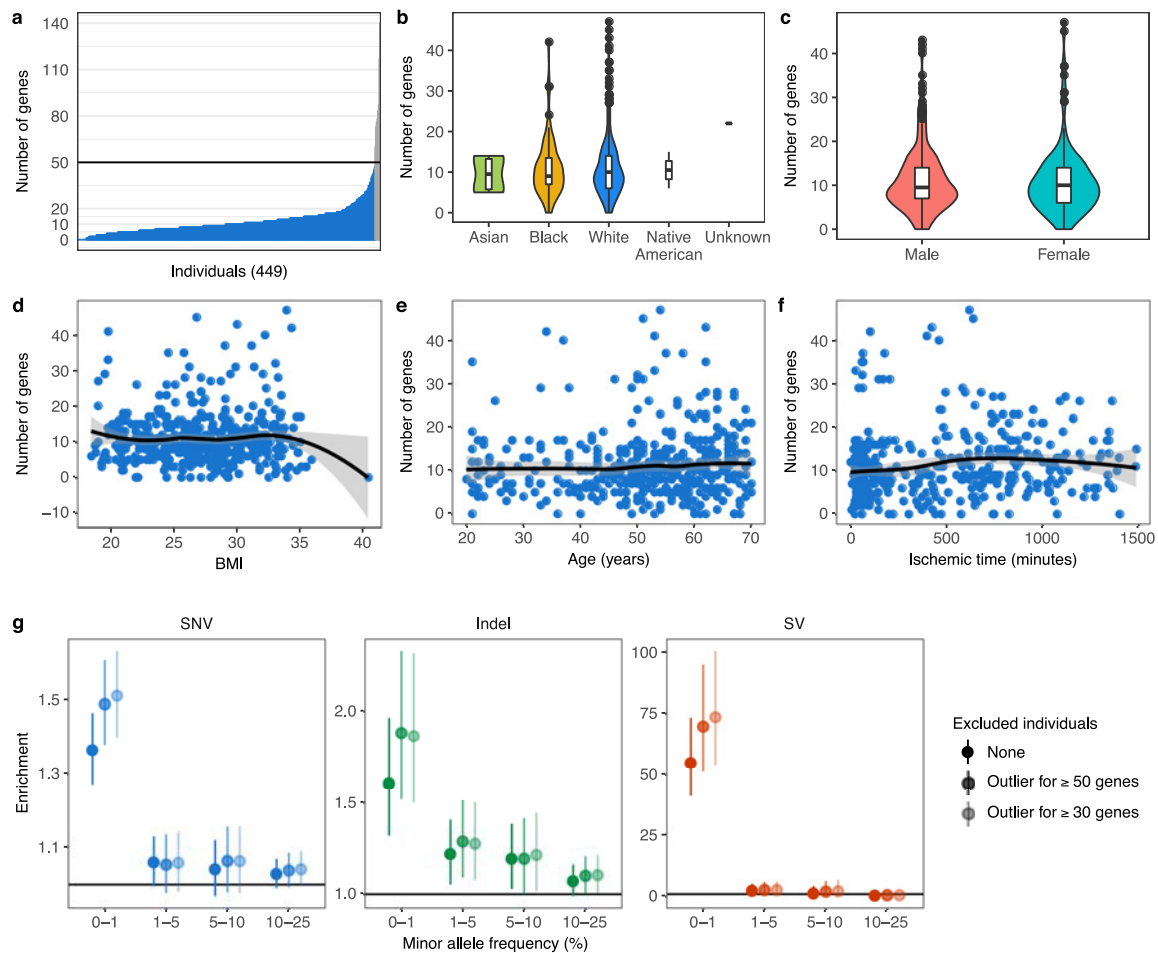 a
Number of genes
140
110
80
50
20
10
0
Individuals (449)
b
Number of genes
40
30
20
10
0
Asian
Black
White
Native
American
Unknown
c
Number of genes
40
30
20
10
0
Male
Female
d
Number of genes
40
30
20
10
0
−10
20
25
30
35
40
BMI
e
Number of genes
40
30
20
10
0
20
30
40
50
60
70
Age (years)
f
Number of genes
40
30
20
10
0
0
500
1000
1500
Ischemic time (minutes)
g
SNV
Enrichment
1.5
1.3
1.1
0–1
1–5
5–10
10–25
Indel
2.0
1.5
1.0
0–1
1–5
5–10
10–25
Minor allele frequency (%)
SV
100
75
50
25
0
0–1
1–5
5–10
10–25
Excluded individuals
None
Outlier for ≥ 50 genes
Outlier for ≥ 30 genes